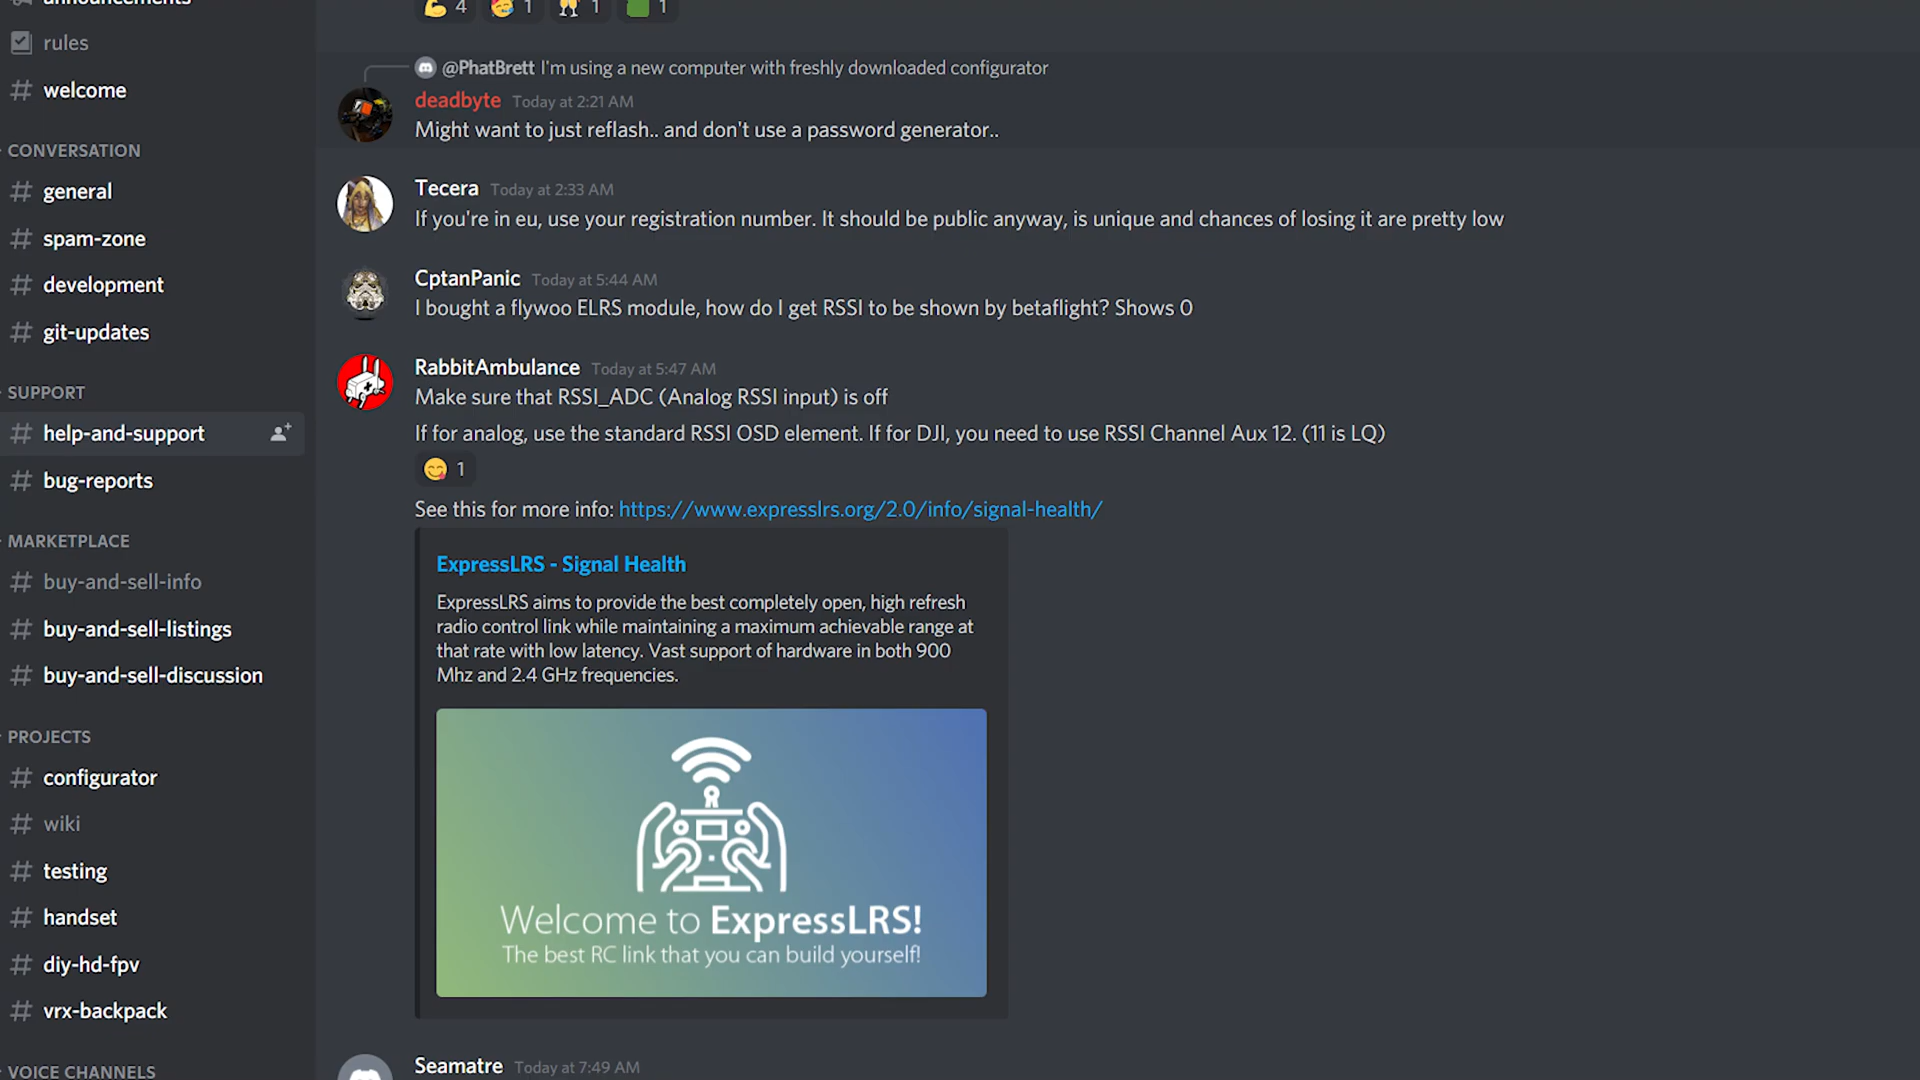 announcements
rules
welcome
CONVERSATION
general
spam-zone
development
git-updates
SUPPORT
help-and-support
bug-reports
MARKETPLACE
buy-and-sell-info
buy-and-sell-listings
buy-and-sell-discussion
PROJECTS
configurator
wiki
testing
handset
diy-hd-fpv
vrx-backpack
VOICE CHANNELS
4 1 1 1
@PhatBrett I'm using a new computer with freshly downloaded configurator
deadbyte Today at 2:21 AM
Might want to just reflash.. and don't use a password generator..
Tecera Today at 2:33 AM
If you're in eu, use your registration number. It should be public anyway, is unique and chances of losing it are pretty low
CptanPanic Today at 5:44 AM
I bought a flywoo ELRS module, how do I get RSSI to be shown by betaflight? Shows 0
RabbitAmbulance Today at 5:47 AM
Make sure that RSSI_ADC (Analog RSSI input) is off
If for analog, use the standard RSSI OSD element. If for DJI, you need to use RSSI Channel Aux 12. (11 is LQ)
1
See this for more info: https://www.expresslrs.org/2.0/info/signal-health/
ExpressLRS - Signal Health
ExpressLRS aims to provide the best completely open, high refresh
radio control link while maintaining a maximum achievable range at
that rate with low latency. Vast support of hardware in both 900
Mhz and 2.4 GHz frequencies.
Welcome to ExpressLRS!
The best RC link that you can build yourself!
Seamatre Today at 7:49 AM